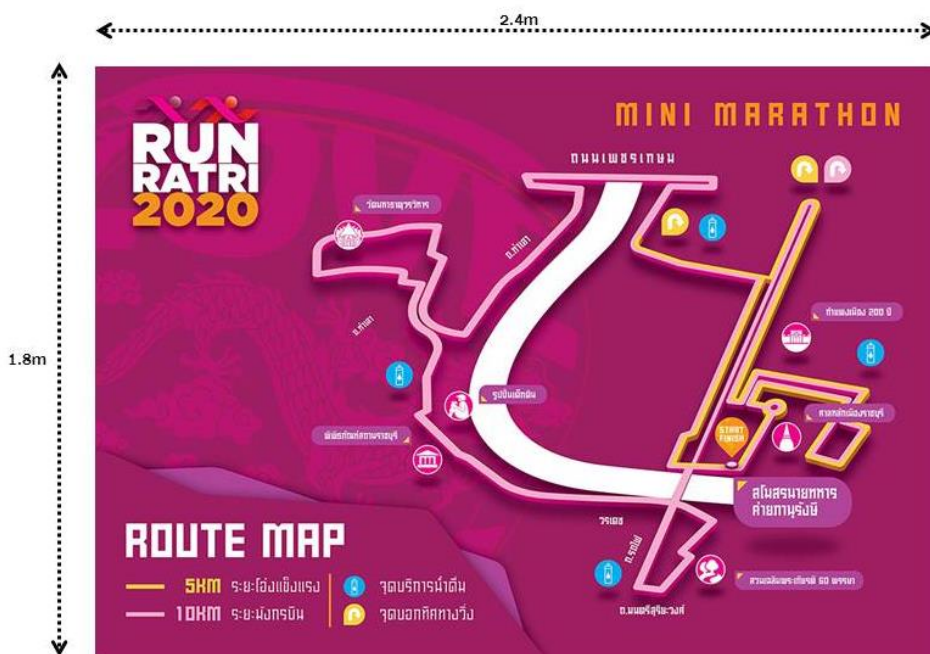 2.4m
1.8m
RUN
RATRI
2020
MINI MARATHON
ถนนเพชรเกษม
วัดมหาธาตุวรวิหาร
ถ.ท่าเสา
ถ.ท่าเสา
กำแพงเมือง 200 ปี
รูปปั้นเด็กดิน
ศาลหลักเมืองราชบุรี
START
FINISH
พิพิธภัณฑ์สถานราชบุรี
สโมสรนายทหาร
ค่ายภาณุรังษี
วรเดช
ถ.รถไฟ
สวนเฉลิมพระเกียรติ 60 พรรษา
ถ.มนตรีสุริยะวงศ์
ROUTE MAP
5KM ระยะโอ่งแข็งแรง
10KM ระยะมังกรบิน
จุดบริการน้ำดื่ม
จุดบอกทิศทางวิ่ง